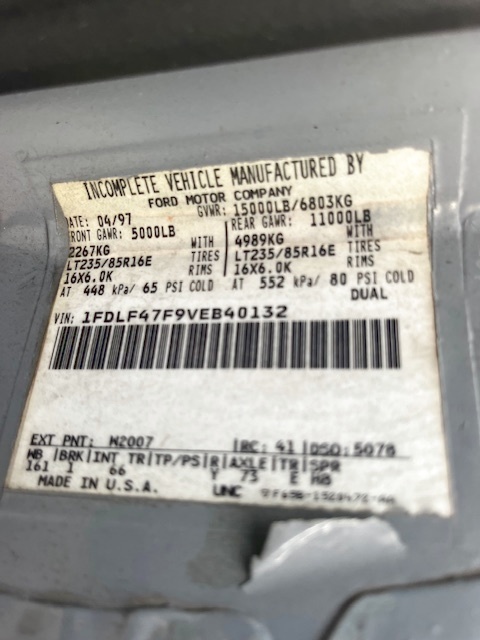 INCOMPLETE VEHICLE MANUFACTURED BY
FORD MOTOR COMPANY
DATE: 04/97 GVWR: 15000LB/6803KG
FRONT GAWR: 5000LB REAR GAWR: 11000LB
2267KG WITH 4989KG WITH
LT235/85R16E TIRES LT235/85R16E TIRES
16X6.0K RIMS 16X6.0K RIMS
AT 448 kPa/ 65 PSI COLD AT 552 kPa/ 80 PSI COLD
DUAL
VIN: 1FDLF47F9VEB40132
EXT PNT: N2007 RC: 41 DSO: 5078
WB BRK INT TR TP/PS R AXLE TR SPR
161 1 66 Y 73 E
MADE IN U.S.A. UNC